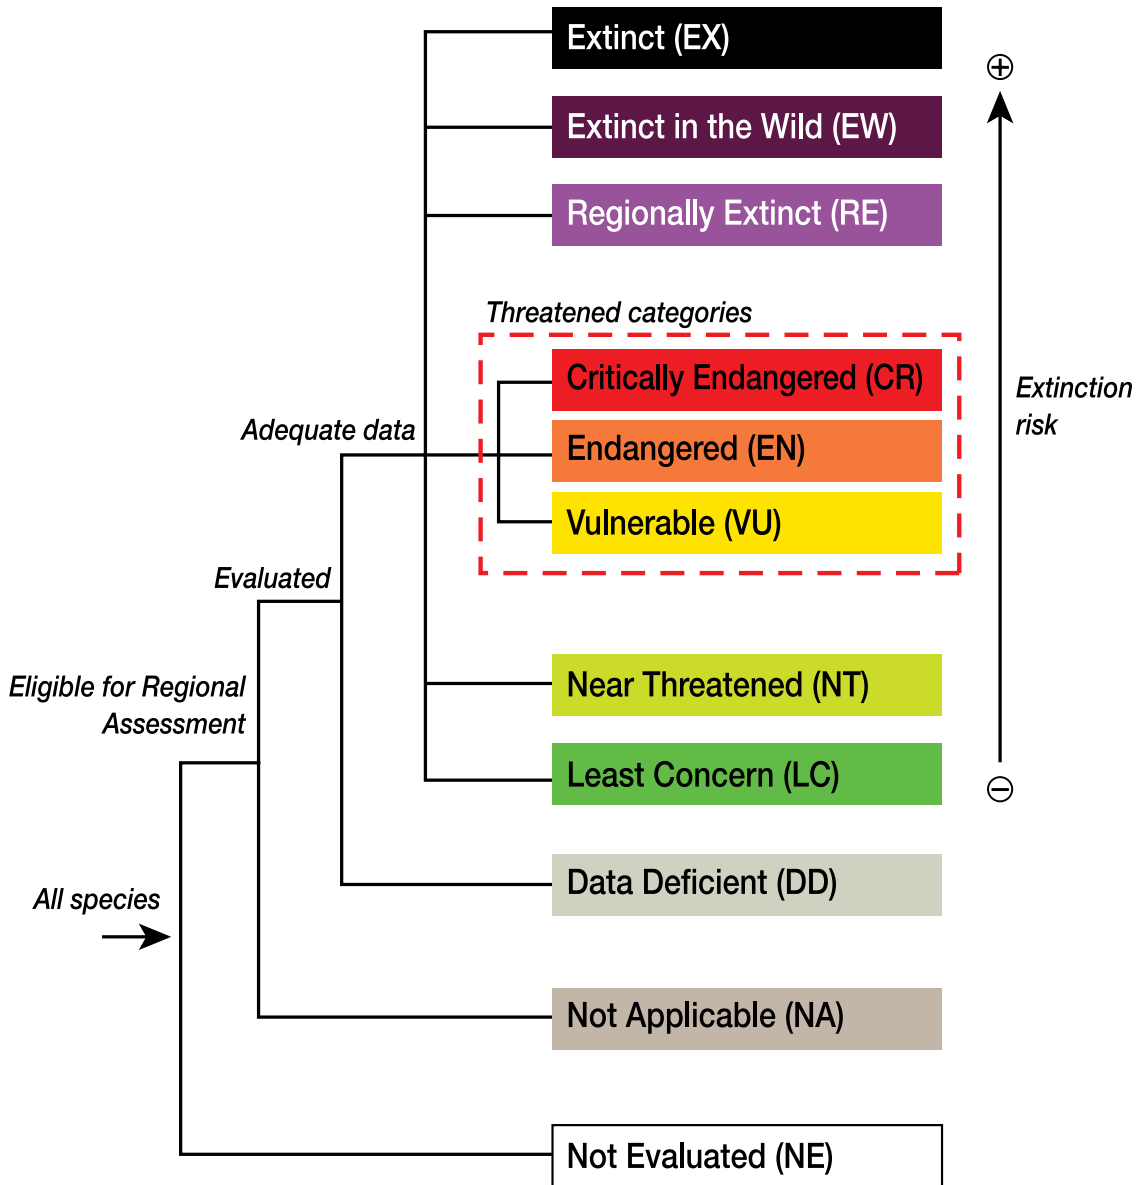 Extinct (EX)
Extinct in the Wild (EW)
Regionally Extinct (RE)
Threatened categories
Critically Endangered (CR)
Endangered (EN)
Vulnerable (VU)
Near Threatened (NT)
Least Concern (LC)
Data Deficient (DD)
Not Applicable (NA)
Not Evaluated (NE)
Adequate data
Evaluated
Eligible for Regional
Assessment
All species
+
Extinction
risk
−